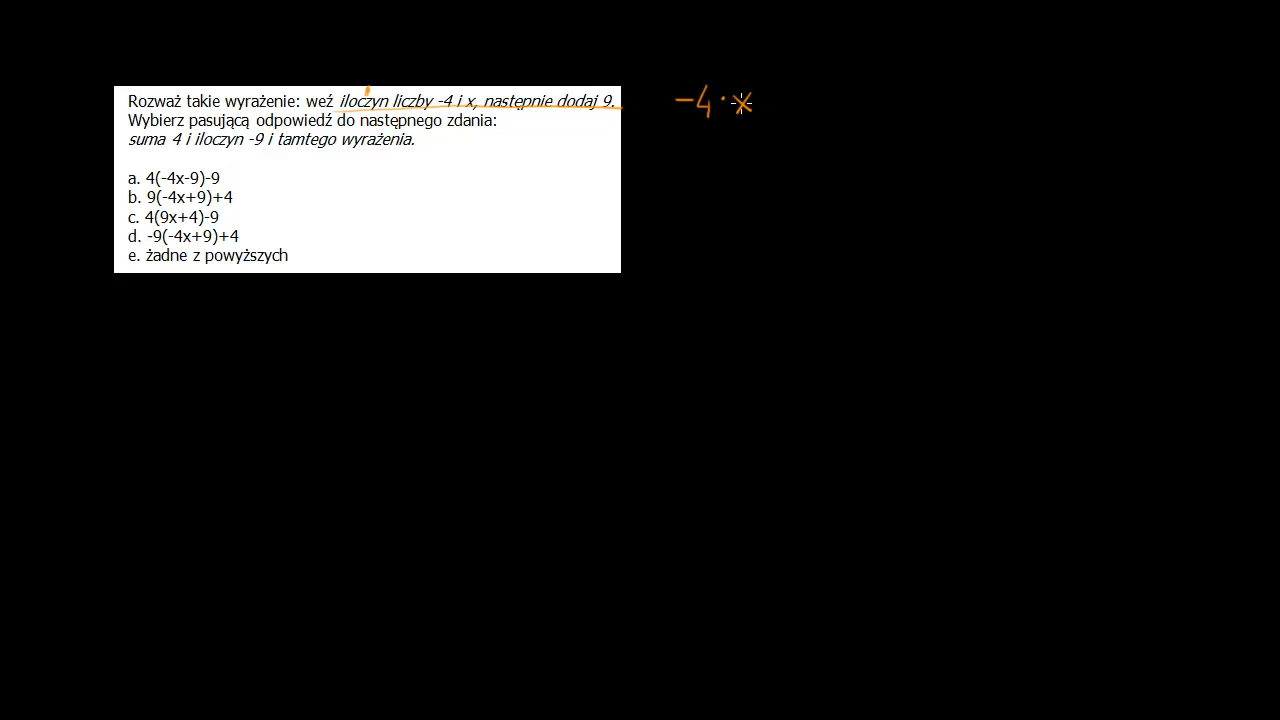 Rozważ takie wyrażenie: weź iloczyn liczby -4 i x, następnie dodaj 9.
Wybierz pasującą odpowiedź do następnego zdania:
suma 4 i iloczyn -9 i tamtego wyrażenia.
a. 4(-4x-9)-9
b. 9(-4x+9)+4
c. 4(9x+4)-9
d. -9(-4x+9)+4
e. żadne z powyższych
-4 · x